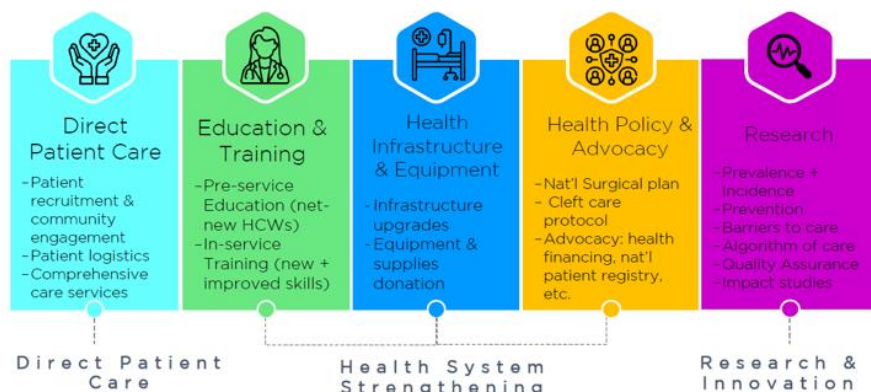 Direct
Patient Care
–Patient
recruitment &
community
engagement
–Patient logistics
–Comprehensive
care services
Education &
Training
–Pre-service
Education (net-
new HCWs)
–In-service
Training (new +
improved skills)
Health
Infrastructure
& Equipment
–Infrastructure
upgrades
–Equipment &
supplies
donation
Health Policy &
Advocacy
–Nat'l Surgical plan
– Cleft care
protocol
–Advocacy: health
financing, nat'l
patient registry,
etc.
Research
–Prevalence +
Incidence
–Prevention
–Barriers to care
–Algorithm of care
–Quality Assurance
–Impact studies
Direct Patient
Care
Health System
Strengthening
Research &
Innovation